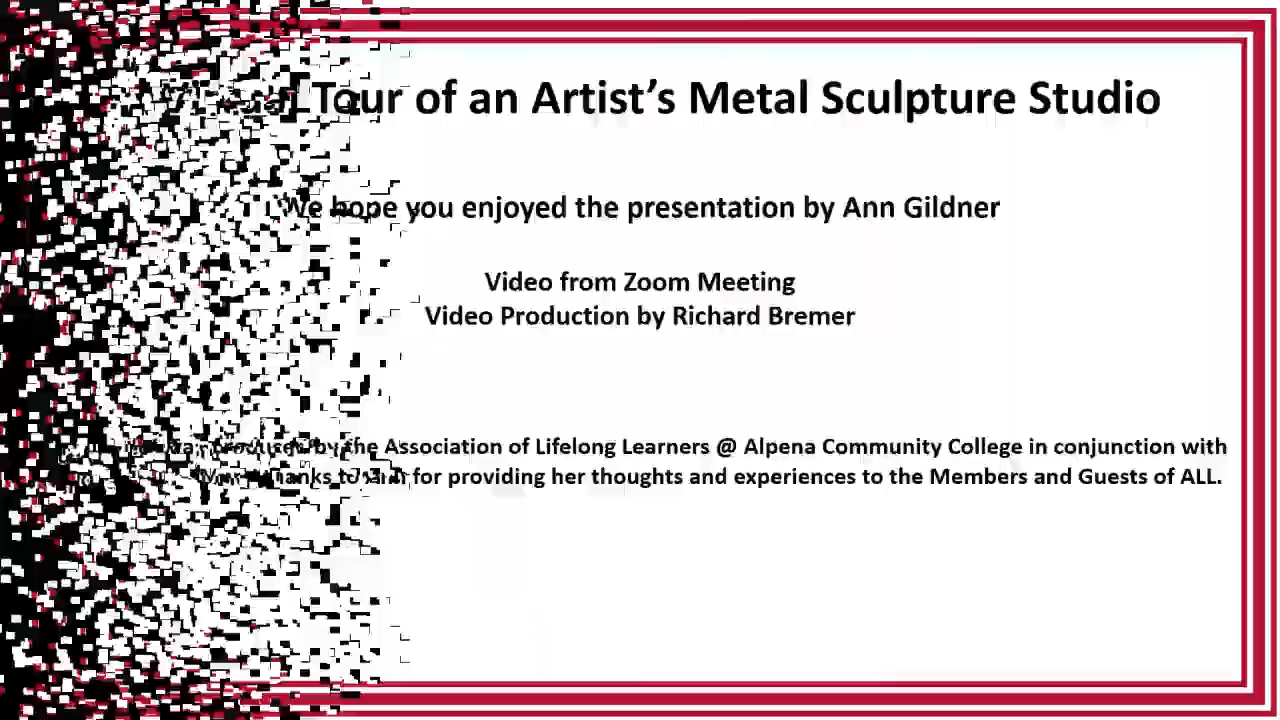 Tour of an Artist’s Metal Sculpture Studio
We hope you enjoyed the presentation by Ann Gildner
Video from Zoom Meeting
Video Production by Richard Bremer
by the Association of Lifelong Learners @ Alpena Community College in conjunction with
for providing her thoughts and experiences to the Members and Guests of ALL.